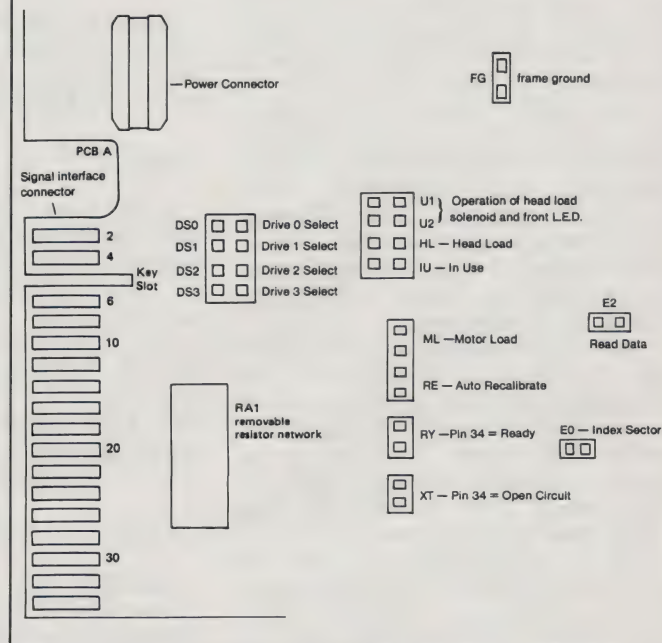 Power Connector
FG
frame ground
PCB A
Signal interface
connector
2
4
Key
Slot
6
10
20
30
DS0
Drive 0 Select
DS1
Drive 1 Select
DS2
Drive 2 Select
DS3
Drive 3 Select
U1
U2
Operation of head load
solenoid and front L.E.D.
HL — Head Load
IU — In Use
E2
Read Data
ML —Motor Load
RE — Auto Recalibrate
RA1
removable
resistor network
RY —Pin 34 = Ready
E0 — Index Sector
XT — Pin 34 = Open Circuit